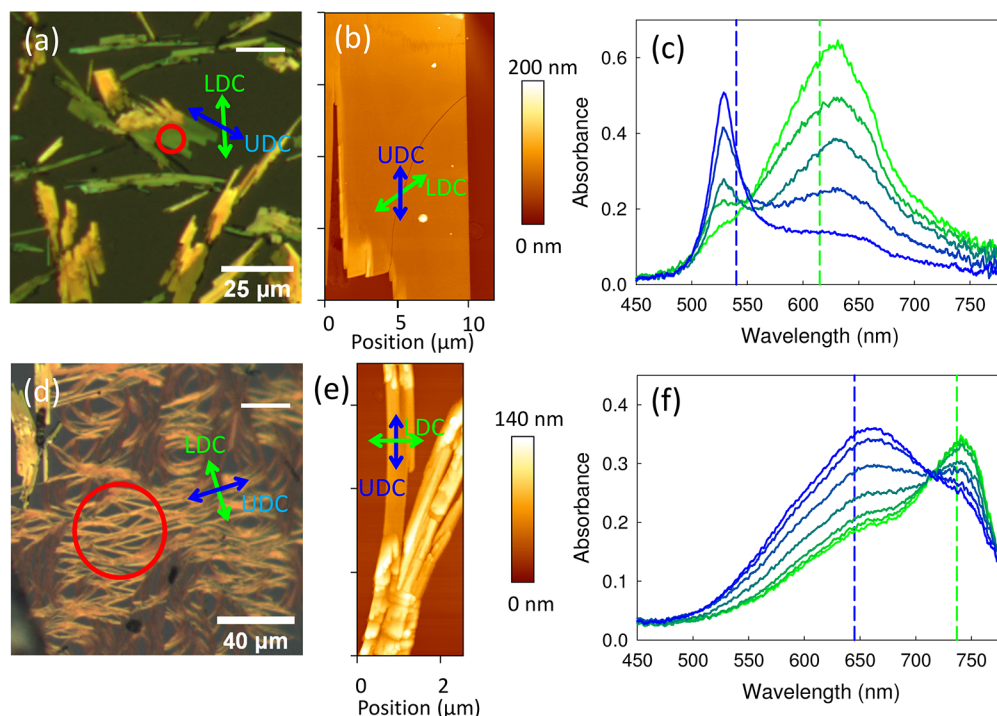 (a)
LDC
UDC
25 µm
(b)
UDC
LDC
200 nm
0 nm
0 5 10
Position (µm)
(c)
Absorbance
0.6
0.4
0.2
0.0
450 500 550 600 650 700 750
Wavelength (nm)
(d)
LDC
UDC
40 µm
(e)
LDC
UDC
140 nm
0 nm
0 2
Position (µm)
(f)
Absorbance
0.4
0.3
0.2
0.1
0.0
450 500 550 600 650 700 750
Wavelength (nm)